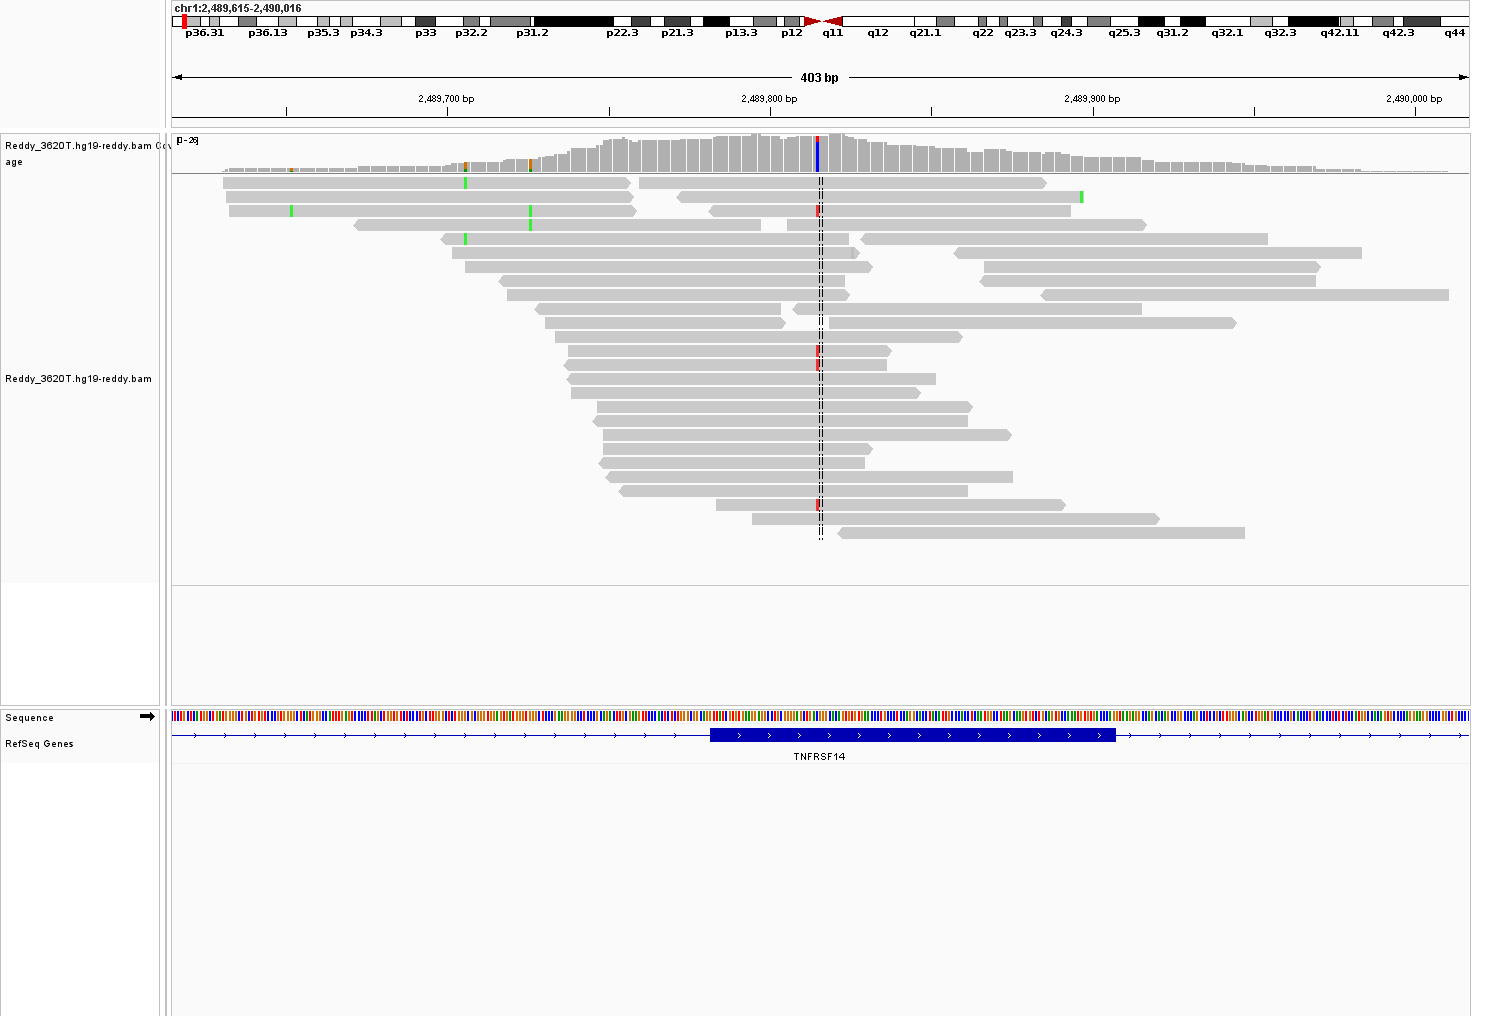 chr1:2,489,615-2,490,016
p36.31 p36.13 p35.3 p34.3 p33 p32.2 p31.2 p22.3 p21.3 p13.3 p12 q11 q12 q21.1 q22 q23.3 q24.3 q25.3 q31.2 q32.1 q32.3 q42.11 q42.3 q44
403 bp
2,489,700 bp 2,489,800 bp 2,489,900 bp 2,490,000 bp
Reddy_3620T.hg19-reddy.bam Cov
age
[0-26]
Reddy_3620T.hg19-reddy.bam
Sequence
RefSeq Genes
TNFRSF14